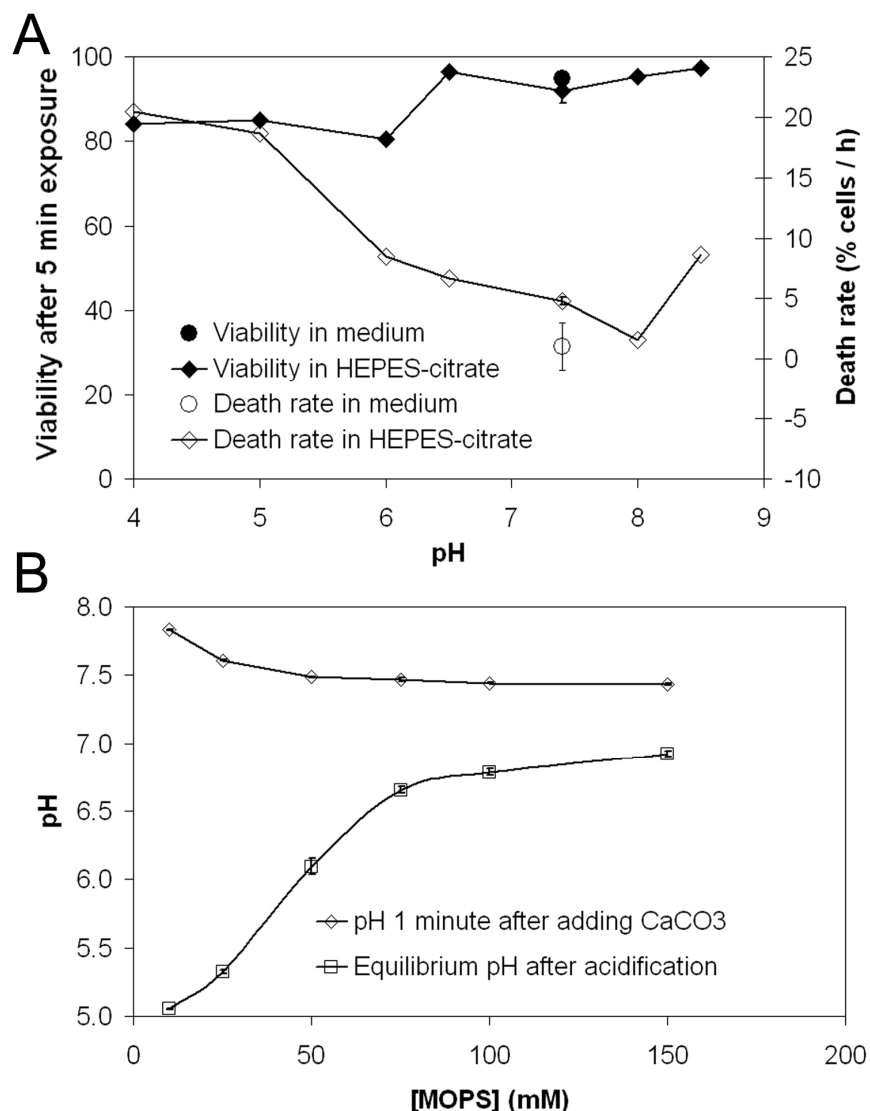 A
Viability after 5 min exposure
100
80
60
40
20
0
25
20
15
10
5
0
-5
-10
Death rate (% cells / h)
Viability in medium
Viability in HEPES-citrate
Death rate in medium
Death rate in HEPES-citrate
4 5 6 7 8 9
pH
B
pH
8.0
7.5
7.0
6.5
6.0
5.5
5.0
pH 1 minute after adding CaCO3
Equilibrium pH after acidification
0 50 100 150 200
[MOPS] (mM)